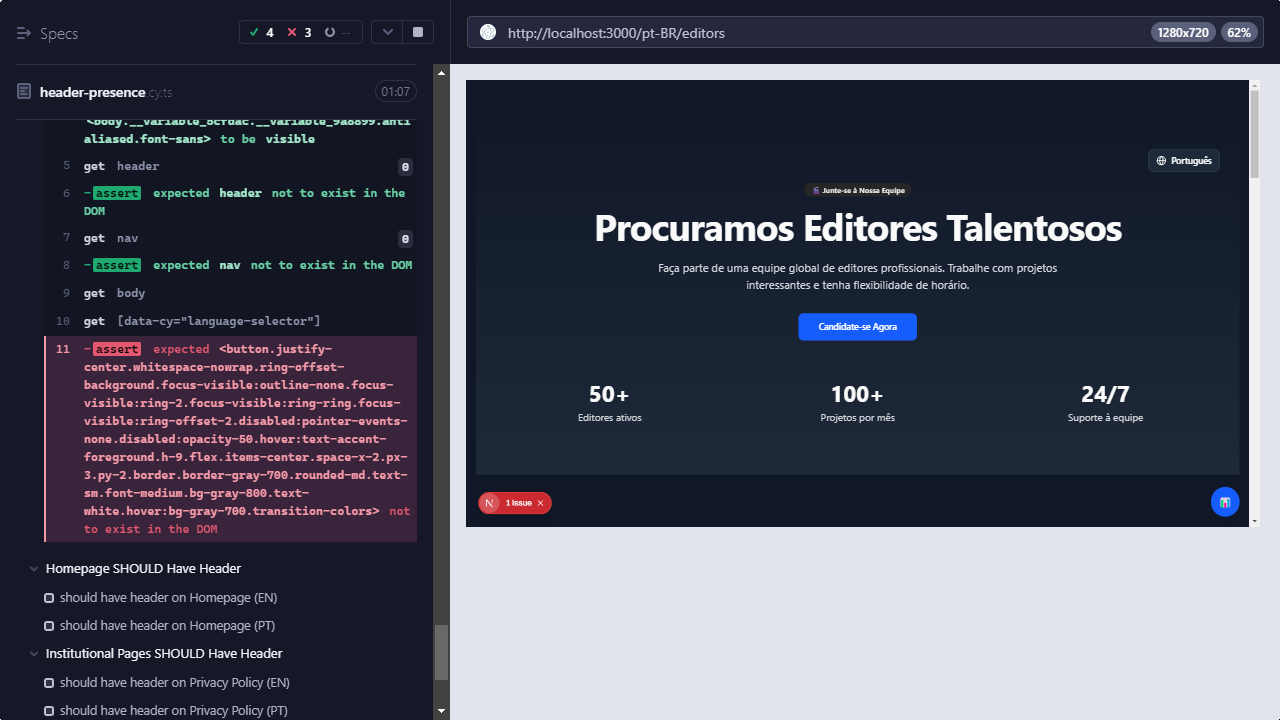 Specs
4 3 --
http://localhost:3000/pt-BR/editors
1280x720 62%
header-presence.cy.ts 01:07
<body.__variable_5cfdac.__variable_9a8899.anti
aliased.font-sans> to be visible
5 get header 0
6 -assert expected header not to exist in the
DOM
7 get nav 0
8 -assert expected nav not to exist in the DOM
9 get body
10 get [data-cy="language-selector"]
11 -assert expected <button.justify-
center.whitespace-nowrap.ring-offset-
background.focus-visible:outline-none.focus-
visible:ring-2.focus-visible:ring-ring.focus-
visible:ring-offset-2.disabled:pointer-events-
none.disabled:opacity-50.hover:text-accent-
foreground.h-9.flex.items-center.space-x-2.px-
3.py-2.border.border-gray-700.rounded-md.text-
sm.font-medium.bg-gray-800.text-
white.hover:bg-gray-700.transition-colors> not
to exist in the DOM
Homepage SHOULD Have Header
should have header on Homepage (EN)
should have header on Homepage (PT)
Institutional Pages SHOULD Have Header
should have header on Privacy Policy (EN)
should have header on Privacy Policy (PT)
Português
Junte-se à Nossa Equipe
Procuramos Editores Talentosos
Faça parte de uma equipe global de editores profissionais. Trabalhe com projetos
interessantes e tenha flexibilidade de horário.
Candidate-se Agora
50+ 100+ 24/7
Editores ativos Projetos por mês Suporte à equipe
N 1 Issue ×